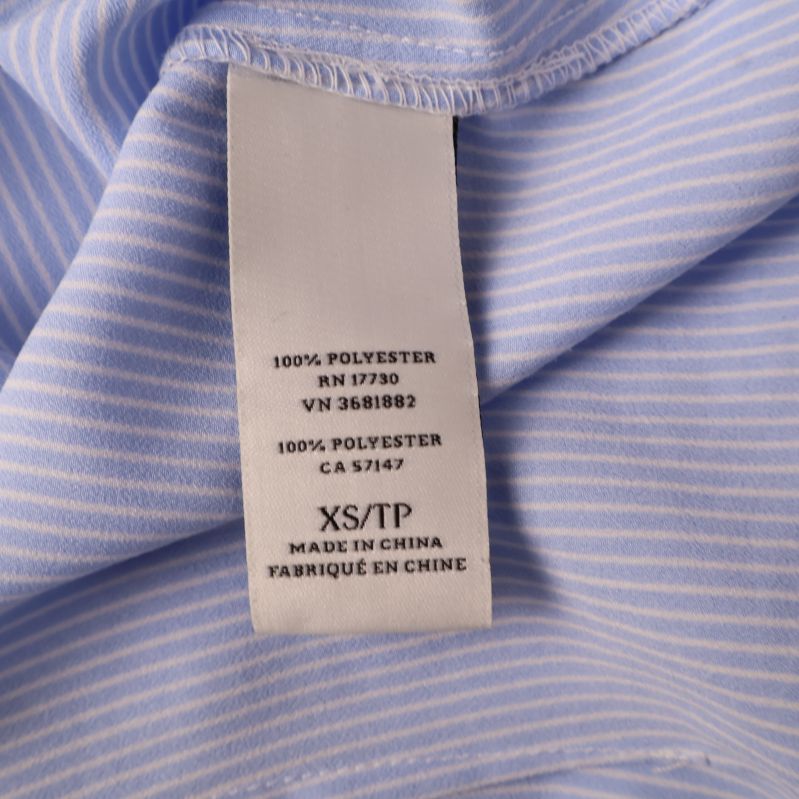 100% POLYESTER
RN 17730
VN 3681882
100% POLYESTER
CA 57147
XS/TP
MADE IN CHINA
FABRIQUÉ EN CHINE